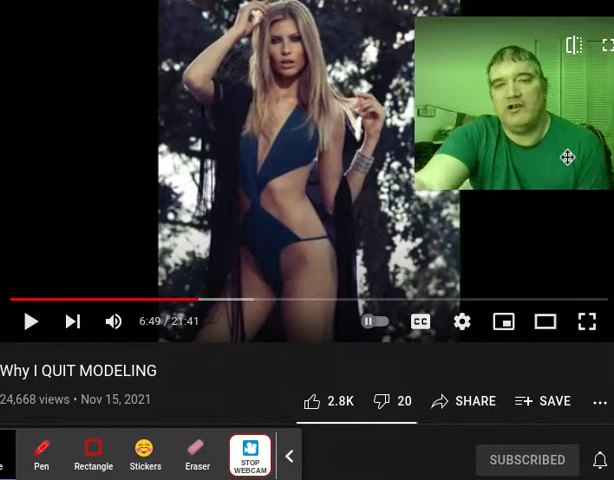 6:49 / 21:41
CC
Why I QUIT MODELING
24,668 views • Nov 15, 2021
2.8K
20
SHARE
SAVE
e
Pen
Rectangle
Stickers
Eraser
STOP
WEBCAM
SUBSCRIBED